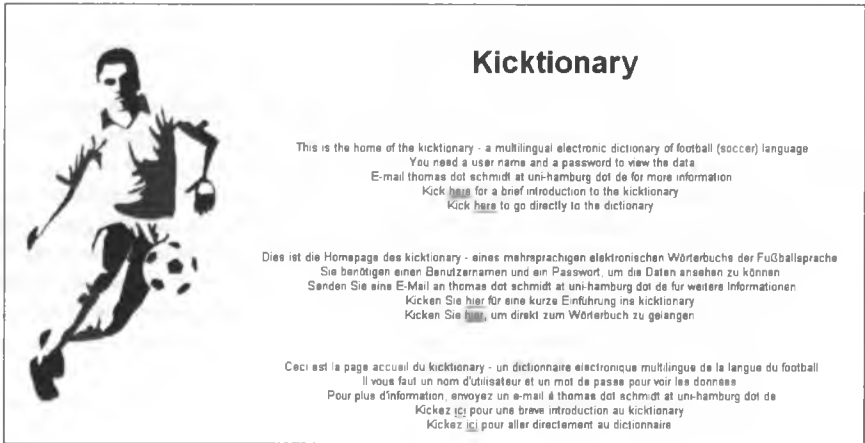 Kicktionary
This is the home of the kicktionary - a multilingual electronic dictionary of football (soccer) language
You need a user name and a password to view the data
E-mail thomas dot schmidt at uni-hamburg dot de for more information
Kick here for a brief introduction to the kicktionary
Kick here to go directly to the dictionary
Dies ist die Homepage des kicktionary - eines mehrsprachigen elektronischen Wörterbuchs der Fußballsprache
Sie benötigen einen Benutzernamen und ein Passwort, um die Daten ansehen zu können
Senden Sie eine E-Mail an thomas dot schmidt at uni-hamburg dot de fur weitere Informationen
Kicken Sie hier für eine kurze Einführung ins kicktionary
Kicken Sie hier, um direkt zum Wörterbuch zu gelangen
Ceci est la page accueil du kicktionary - un dictionnaire electronique multilingue de la langue du football
Il vous faut un nom d'utilisateur et un mot de passe pour voir les donnees
Pour plus d'information, envoyez un e-mail à thomas dot schmidt at uni-hamburg dot de
Kickez ici pour une breve introduction au kicktionary
Kickez ici pour aller directement au dictionnaire